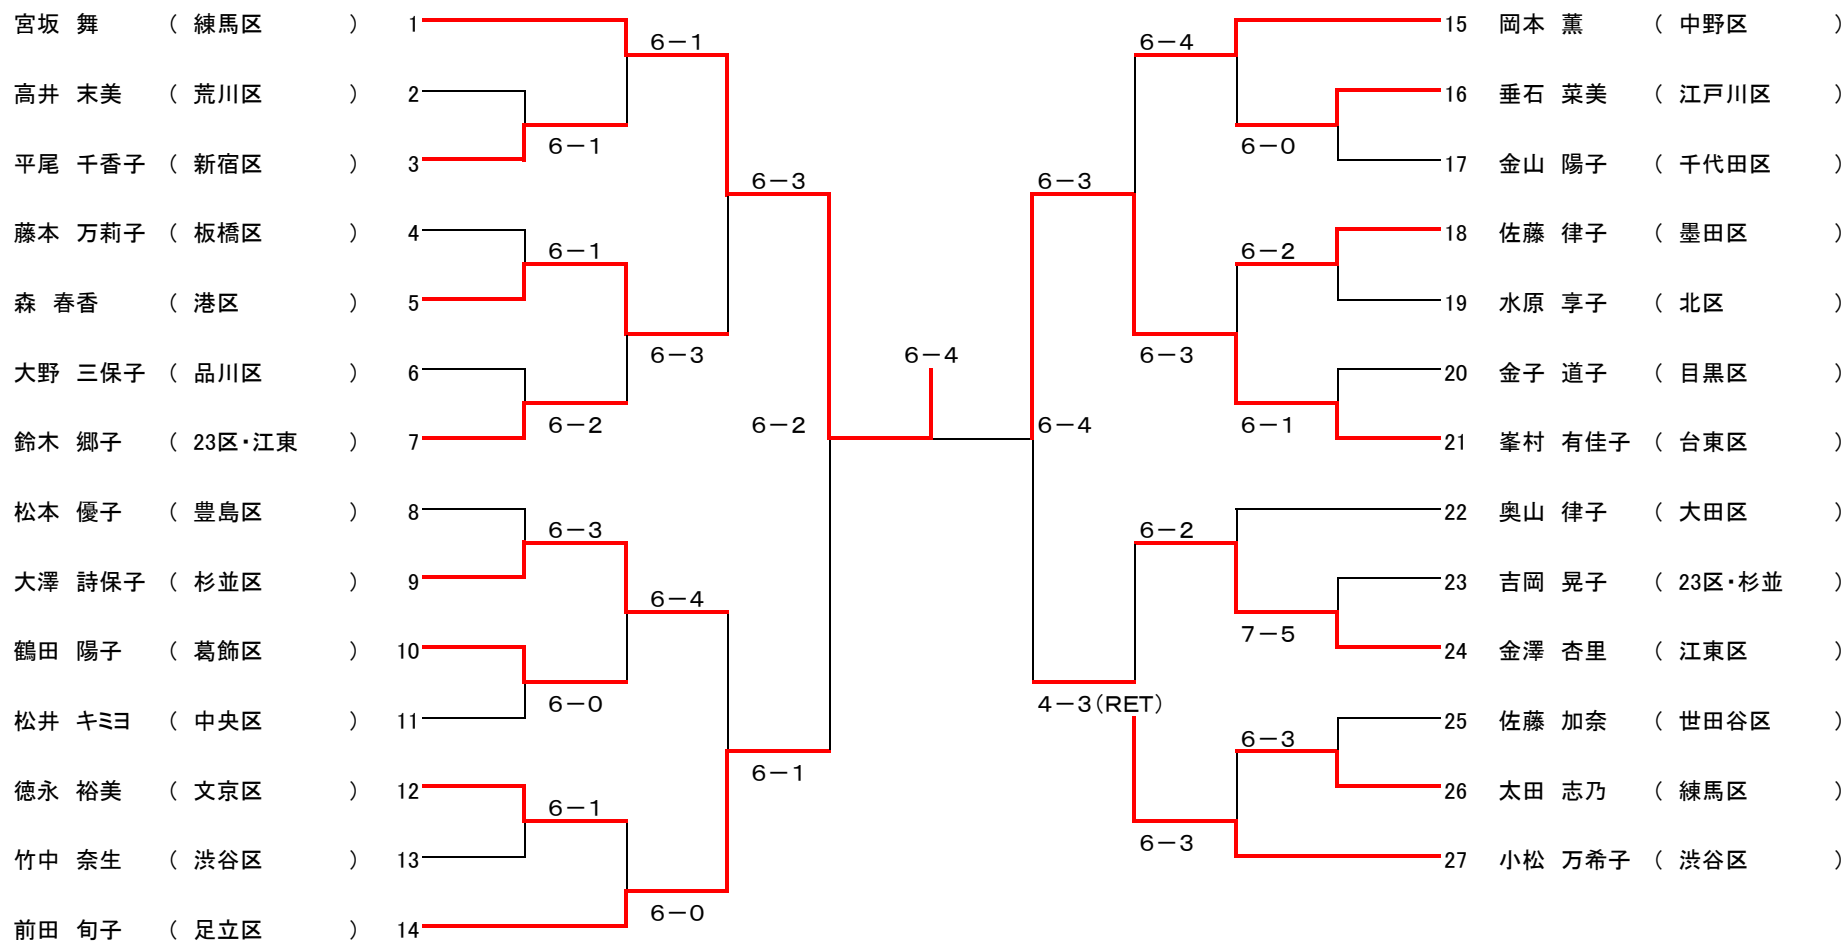 宮坂 舞 （ 練馬区 ） 1
高井 末美 （ 荒川区 ） 2
平尾 千香子 （ 新宿区 ） 3
藤本 万莉子 （ 板橋区 ） 4
森 春香 （ 港区 ） 5
大野 三保子 （ 品川区 ） 6
鈴木 郷子 （ 23区・江東 ） 7
松本 優子 （ 豊島区 ） 8
大澤 詩保子 （ 杉並区 ） 9
鶴田 陽子 （ 葛飾区 ） 10
松井 キミヨ （ 中央区 ） 11
徳永 裕美 （ 文京区 ） 12
竹中 奈生 （ 渋谷区 ） 13
前田 旬子 （ 足立区 ） 14
6－1
6－1
6－1
6－2
6－3
6－0
6－1
6－3
6－4
6－0
6－3
6－1
6－2
6－4
6－4
6－3
4－3（RET）
6－4
6－3
6－2
6－3
6－0
6－2
6－1
7－5
6－3
15 岡本 薫 （ 中野区 ）
16 垂石 菜美 （ 江戸川区 ）
17 金山 陽子 （ 千代田区 ）
18 佐藤 律子 （ 墨田区 ）
19 水原 享子 （ 北区 ）
20 金子 道子 （ 目黒区 ）
21 峯村 有佳子 （ 台東区 ）
22 奥山 律子 （ 大田区 ）
23 吉岡 晃子 （ 23区・杉並 ）
24 金澤 杏里 （ 江東区 ）
25 佐藤 加奈 （ 世田谷区 ）
26 太田 志乃 （ 練馬区 ）
27 小松 万希子 （ 渋谷区 ）